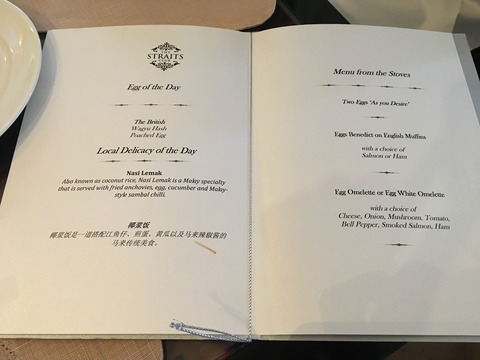 THE
STRAITS
CLUB
Egg of the Day
The British
Wagyu Hash
Poached Egg
Local Delicacy of the Day
Nasi Lemak
Also known as coconut rice, Nasi Lemak is a Malay specialty
that is served with fried anchovies, egg, cucumber and Malay-
style sambal chilli.
椰浆饭
椰浆饭是一道搭配江鱼仔、煎蛋、黄瓜以及马来辣椒酱的
马来传统美食。
Menu from the Stoves
Two Eggs 'As you Desire'
Eggs Benedict on English Muffins
with a choice of
Salmon or Ham
Egg Omelette or Egg White Omelette
with a choice of
Cheese, Onion, Mushroom, Tomato,
Bell Pepper, Smoked Salmon, Ham